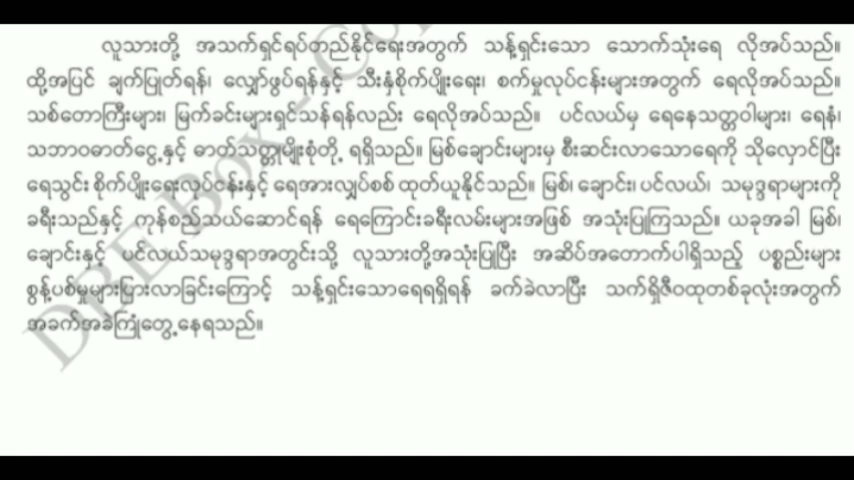 လူသားတို့ အသက်ရှင်ရပ်တည်နိုင်ရေးအတွက် သန့်ရှင်းသော သောက်သုံးရေ လိုအပ်သည်။
ထို့အပြင် ချက်ပြုတ်ရန်၊ လျှော်ဖွပ်ရန်နှင့် သီးနှံစိုက်ပျိုးရေး၊ စက်မှုလုပ်ငန်းများအတွက် ရေလိုအပ်သည်။
သစ်တောကြီးများ၊ မြက်ခင်းများရှင်သန်ရန်လည်း ရေလိုအပ်သည်။ ပင်လယ်မှ ရေနေသတ္တဝါများ၊ ရေနံ၊
သဘာဝဓာတ်ငွေ့နှင့် ဓာတ်သတ္တုမျိုးစုံတို့ ရရှိသည်။ မြစ်ချောင်းများမှ စီးဆင်းလာသောရေကို သိုလှောင်ပြီး
ရေသွင်း စိုက်ပျိုးရေးလုပ်ငန်းနှင့် ရေအားလျှပ်စစ် ထုတ်ယူနိုင်သည်။ မြစ်၊ ချောင်း၊ ပင်လယ်၊ သမုဒ္ဒရာများကို
ခရီးသည်နှင့် ကုန်စည်သယ်ဆောင်ရန် ရေကြောင်းခရီးလမ်းများအဖြစ် အသုံးပြုကြသည်။ ယခုအခါ မြစ်၊
ချောင်းနှင့် ပင်လယ်သမုဒ္ဒရာအတွင်းသို့ လူသားတို့အသုံးပြုပြီး အဆိပ်အတောက်ပါရှိသည့် ပစ္စည်းများ
စွန့်ပစ်မှုများပြားလာခြင်းကြောင့် သန့်ရှင်းသောရေရရှိရန် ခက်ခဲလာပြီး သက်ရှိဇီဝထုတစ်ခုလုံးအတွက်
အခက်အခဲကြုံတွေ့နေရသည်။
DBE Box